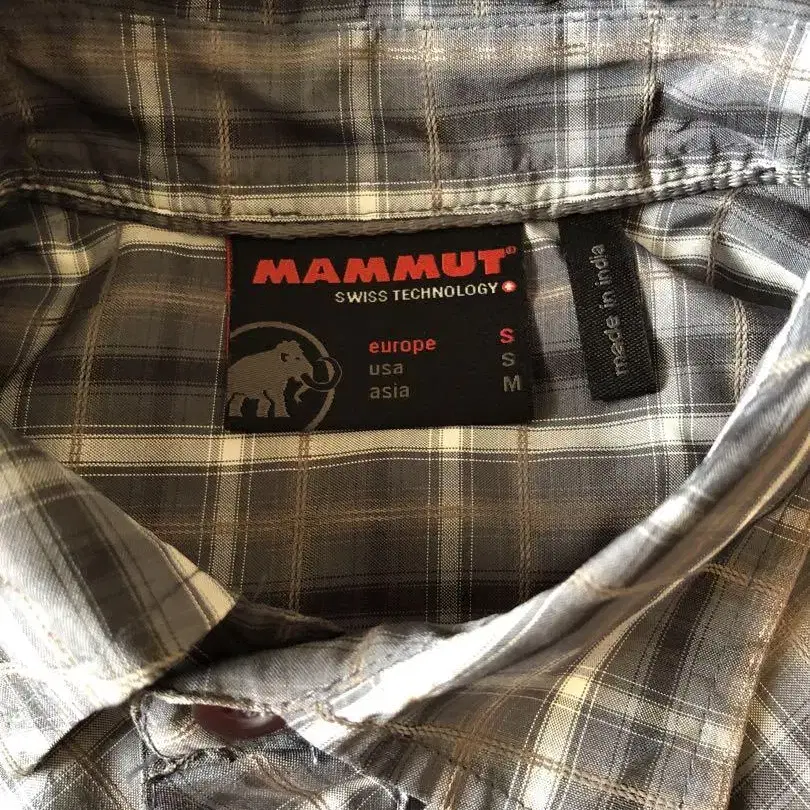 MAMMUT®
SWISS TECHNOLOGY
europe S
usa S
asia M
made in india